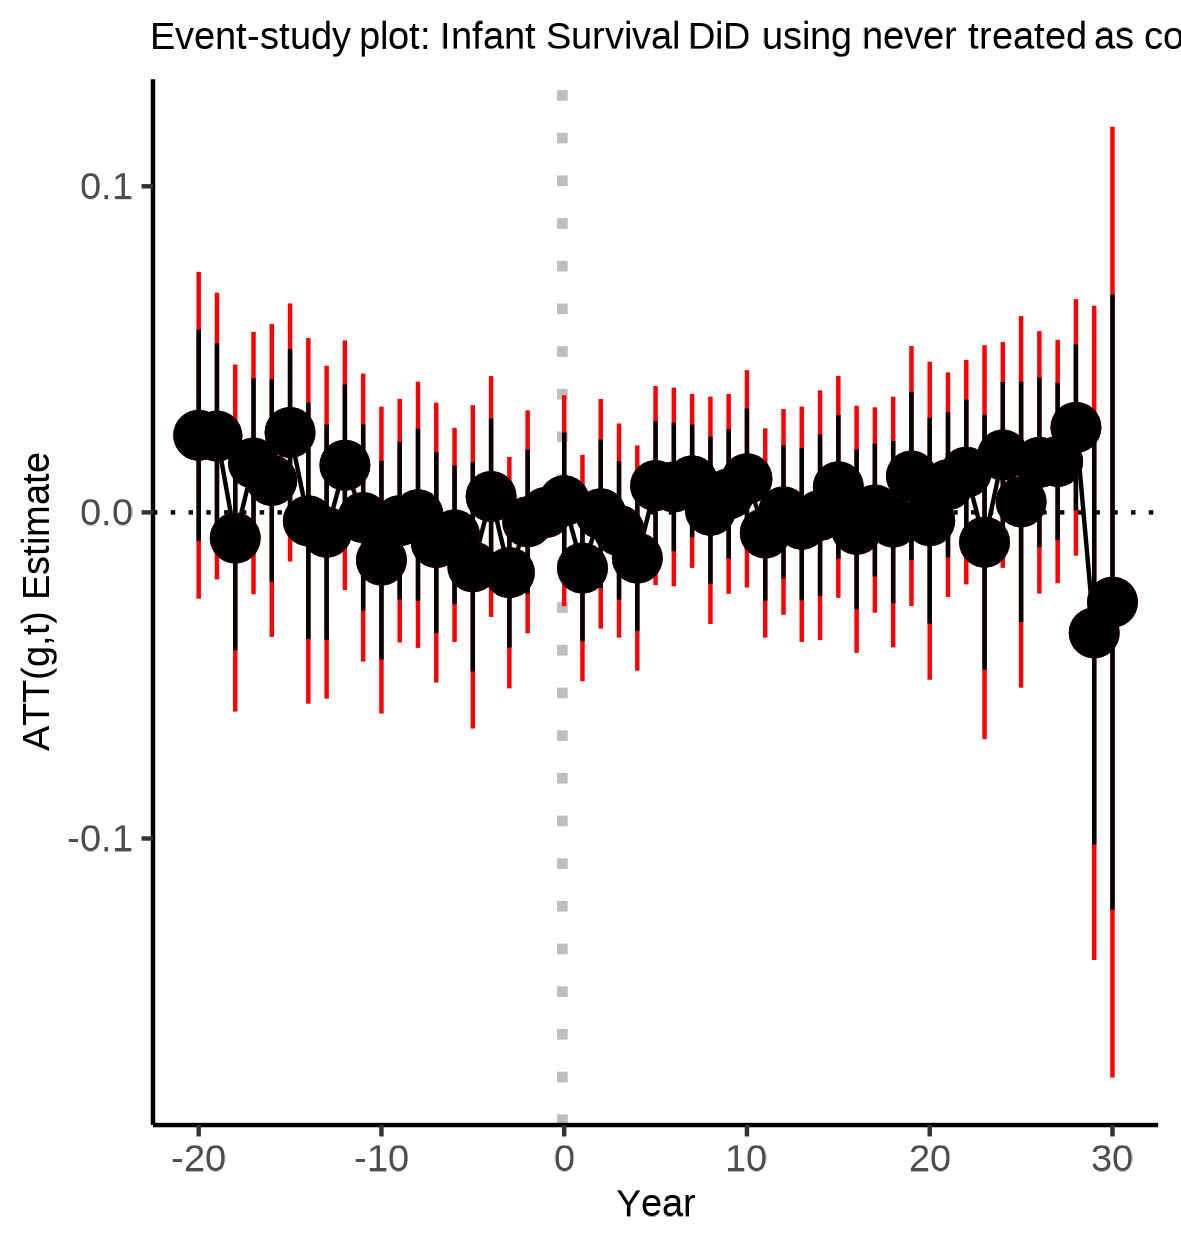 Event-study plot: Infant Survival DiD using never treated as co
0.1
0.0
-0.1
ATT(g,t) Estimate
-20 -10 0 10 20 30
Year